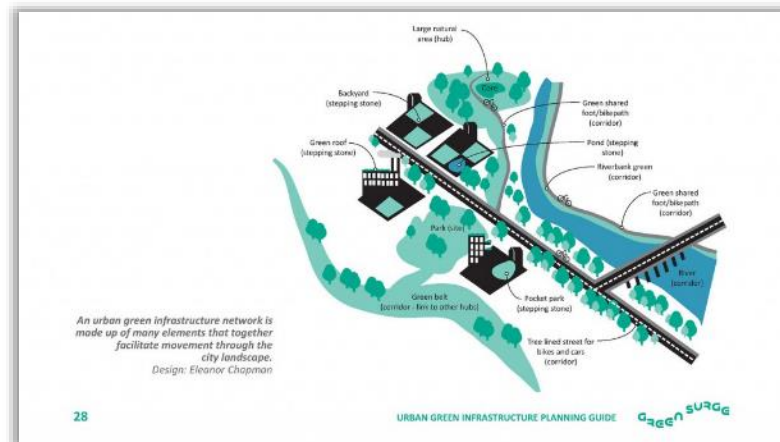 Large natural
area (hub)
Core
Backyard
(stepping stone)
Green shared
foot/bikepath
(corridor)
Green roof
(stepping stone)
Pond (stepping
stone)
Riverbank green
(corridor)
Green shared
foot/bikepath
(corridor)
Park (site)
River
(corridor)
Green belt
(corridor - link to other hubs)
Pocket park
(stepping stone)
Tree lined street for
bikes and cars
(corridor)
An urban green infrastructure network is
made up of many elements that together
facilitate movement through the
city landscape.
Design: Eleanor Chapman
28
URBAN GREEN INFRASTRUCTURE PLANNING GUIDE
GREEN SURGE